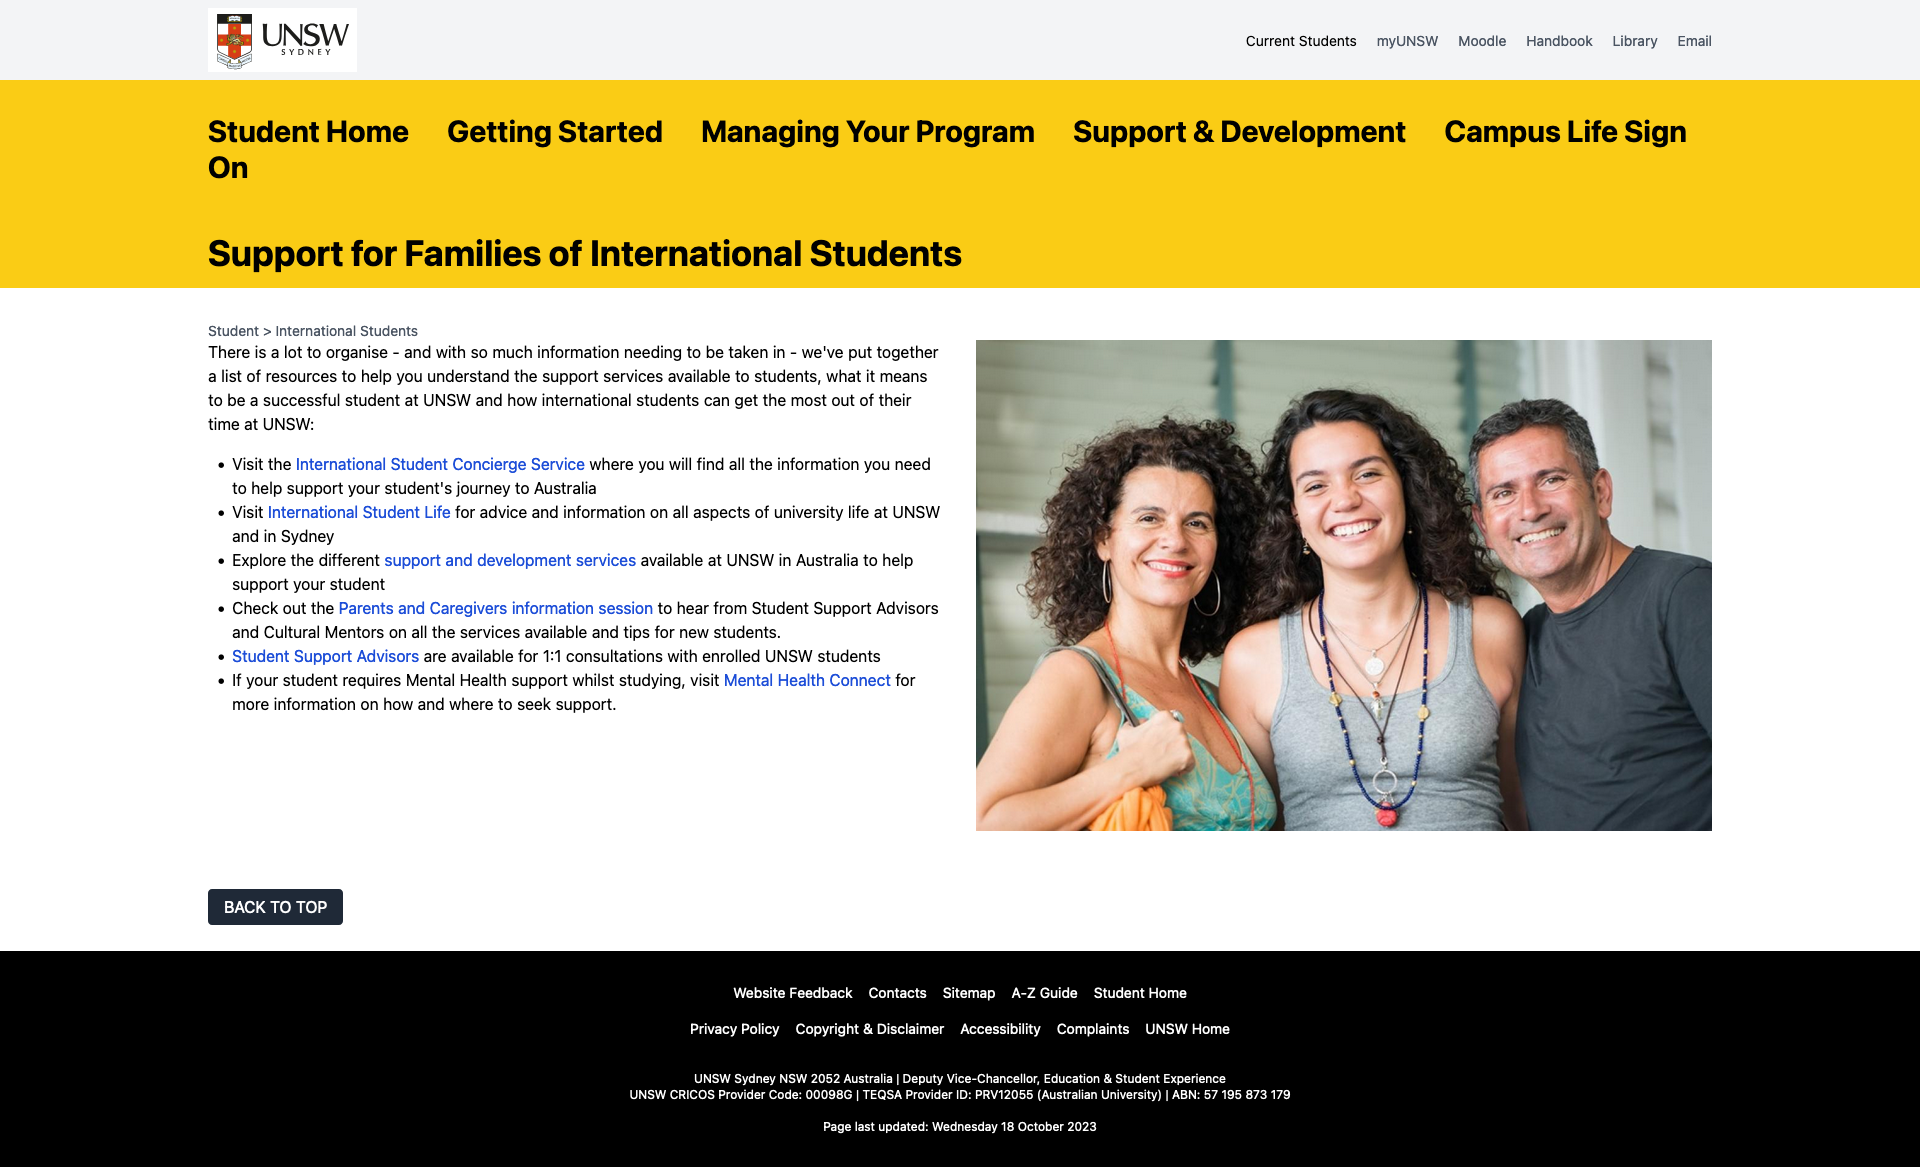 UNSW
SYDNEY
Current Students myUNSW Moodle Handbook Library Email
Student Home Getting Started Managing Your Program Support & Development Campus Life Sign
On
Support for Families of International Students
Student > International Students
There is a lot to organise - and with so much information needing to be taken in - we've put together
a list of resources to help you understand the support services available to students, what it means
to be a successful student at UNSW and how international students can get the most out of their
time at UNSW:
• Visit the International Student Concierge Service where you will find all the information you need
to help support your student's journey to Australia
• Visit International Student Life for advice and information on all aspects of university life at UNSW
and in Sydney
• Explore the different support and development services available at UNSW in Australia to help
support your student
• Check out the Parents and Caregivers information session to hear from Student Support Advisors
and Cultural Mentors on all the services available and tips for new students.
• Student Support Advisors are available for 1:1 consultations with enrolled UNSW students
• If your student requires Mental Health support whilst studying, visit Mental Health Connect for
more information on how and where to seek support.
BACK TO TOP
Website Feedback Contacts Sitemap A-Z Guide Student Home
Privacy Policy Copyright & Disclaimer Accessibility Complaints UNSW Home
UNSW Sydney NSW 2052 Australia | Deputy Vice-Chancellor, Education & Student Experience
UNSW CRICOS Provider Code: 00098G | TEQSA Provider ID: PRV12055 (Australian University) | ABN: 57 195 873 179
Page last updated: Wednesday 18 October 2023